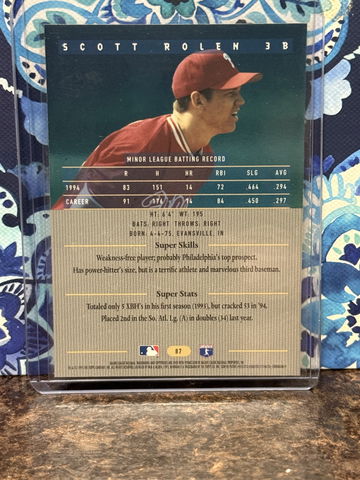 SCOTT ROLEN 3B
MINOR LEAGUE BATTING RECORD
R H HR RBI SLG AVG
1994 83 151 14 72 .464 .294
CAREER 91 174 14 84 .450 .297
HT: 6'4" WT: 195
BATS: RIGHT THROWS: RIGHT
BORN: 4-4-75, EVANSVILLE, IN
Super Skills
Weakness-free player; probably Philadelphia's top prospect.
Has power-hitter's size, but is a terrific athlete and marvelous third baseman.
Super Stats
Totaled only 5 XBH's in his first season (1993), but cracked 53 in '94.
Placed 2nd in the So. Atl. Lg. (A) in doubles (34) last year.
87